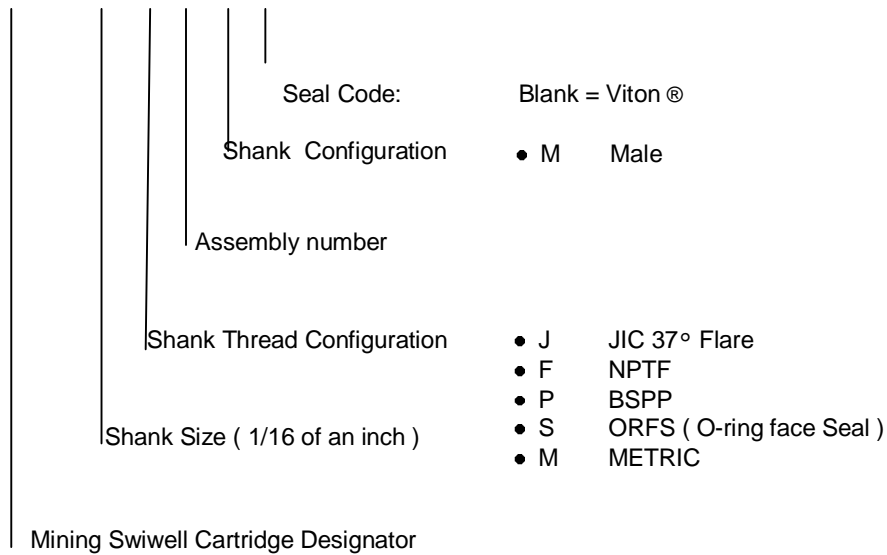 Seal Code: Blank = Viton ®
Shank Configuration • M Male
Assembly number
Shank Thread Configuration • J JIC 37° Flare
• F NPTF
• P BSPP
Shank Size ( 1/16 of an inch ) • S ORFS ( O-ring face Seal )
• M METRIC
Mining Swiwell Cartridge Designator